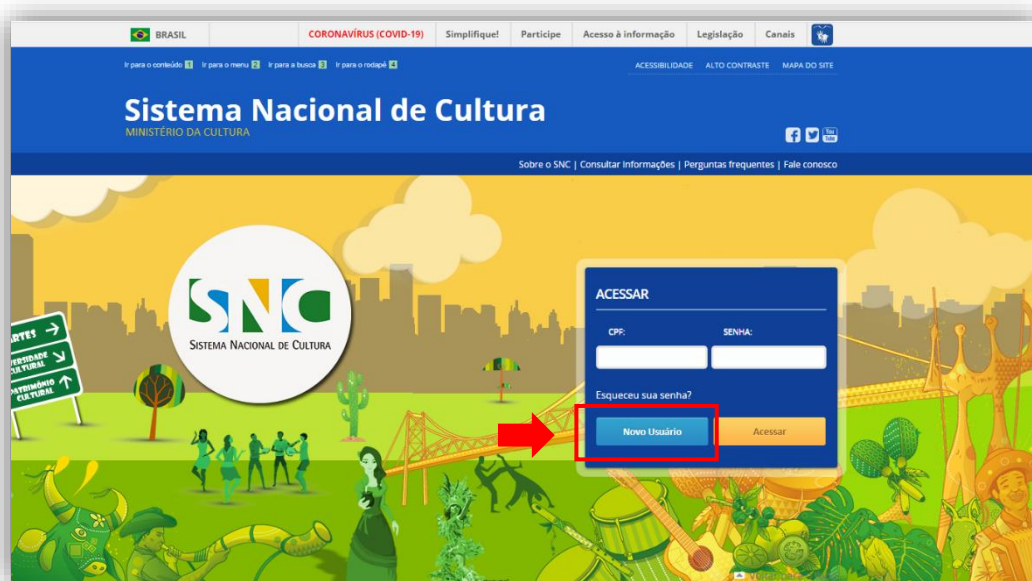 BRASIL CORONAVÍRUS (COVID-19) Simplifique! Participe Acesso à informação Legislação Canais
Ir para o conteúdo 1 Ir para o menu 2 Ir para a busca 3 Ir para o rodapé 4 ACESSIBILIDADE ALTO CONTRASTE MAPA DO SITE
Sistema Nacional de Cultura
MINISTÉRIO DA CULTURA
You Tube
Sobre o SNC | Consultar Informações | Perguntas frequentes | Fale conosco
SNC
SISTEMA NACIONAL DE CULTURA
ARTES
DIVERSIDADE
CULTURAL
PATRIMÔNIO
CULTURAL
ACESSAR
CPF: SENHA:
Esqueceu sua senha?
Novo Usuário Acessar